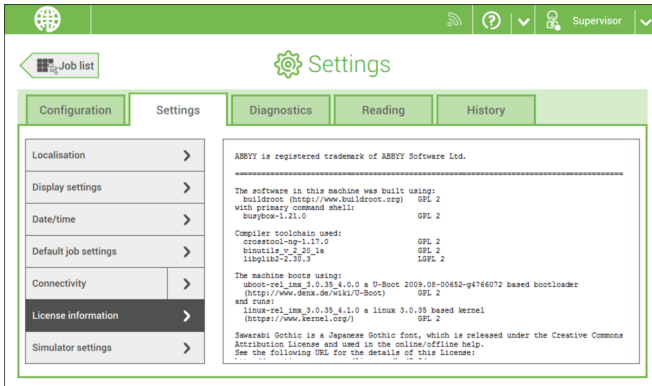 Supervisor
Job list
Settings
Configuration
Settings
Diagnostics
Reading
History
Localisation
Display settings
Date/time
Default job settings
Connectivity
License information
Simulator settings
ABBYY is registered trademark of ABBYY Software Ltd.
The software in this machine was built using:
buildroot (http://www.buildroot.org) GPL 2
with primary command shell:
busybox-1.21.0 GPL 2
Compiler toolchain used:
crosstool-ng-1.17.0 GPL 2
binutils_v_2_20_1a GPL 2
libglib2-2.30.3 LGPL 2
The machine boots using:
uboot-rel_imx_3.0.35_4.0.0 a U-Boot 2009.08-00652-g4766072 based bootloader
(http://www.denx.de/wiki/U-Boot) GPL 2
and runs:
linux-rel_imx_3.0.35_4.1.0 a linux 3.0.35 based kernel
(https://www.kernel.org/) GPL 2
Sawarabi Gothic is a Japanese Gothic font, which is released under the Creative Commons
Attribution License and used in the online/offline help.
See the following URL for the details of this License: